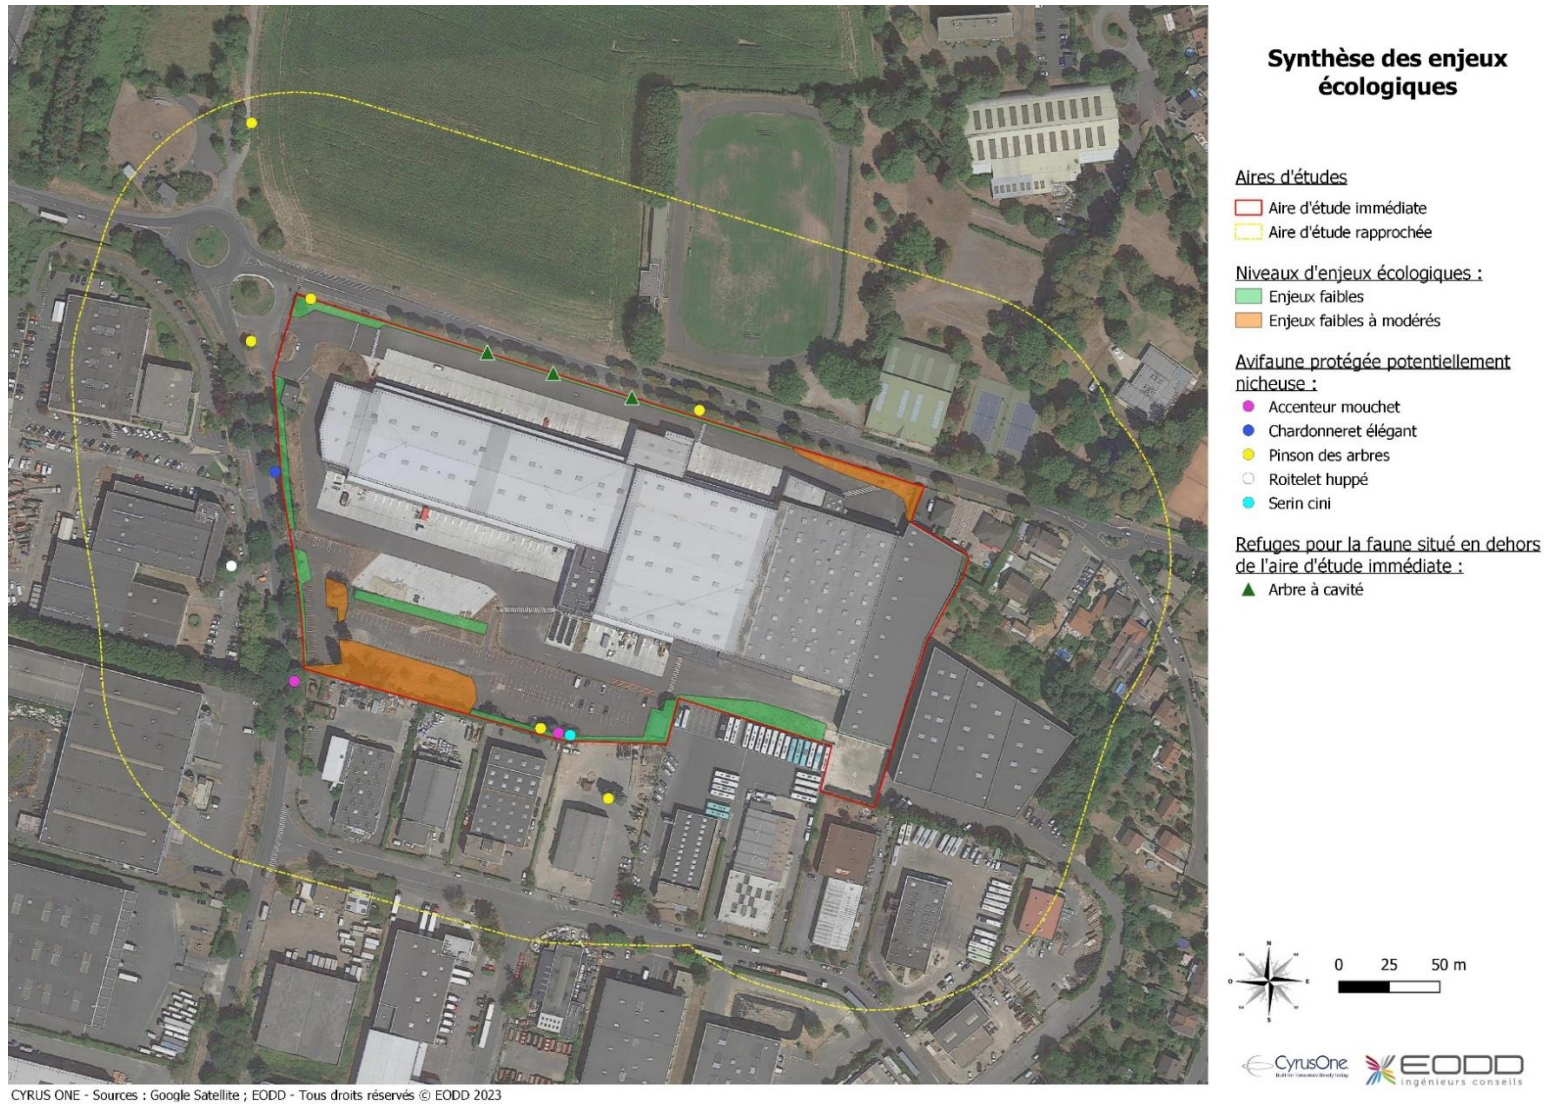 Synthèse des enjeux
écologiques
Aires d'études
Aire d'étude immédiate
Aire d'étude rapprochée
Niveaux d'enjeux écologiques :
Enjeux faibles
Enjeux faibles à modérés
Avifaune protégée potentiellement
nicheuse :
Accenteur mouchet
Chardonneret élégant
Pinson des arbres
Roitelet huppé
Serin cini
Refuges pour la faune situé en dehors
de l'aire d'étude immédiate :
Arbre à cavité
N
O
E
S
0 25 50 m
CyrusOne
EODD
ingénieurs conseils
CYRUS ONE - Sources : Google Satellite ; EODD - Tous droits réservés © EODD 2023